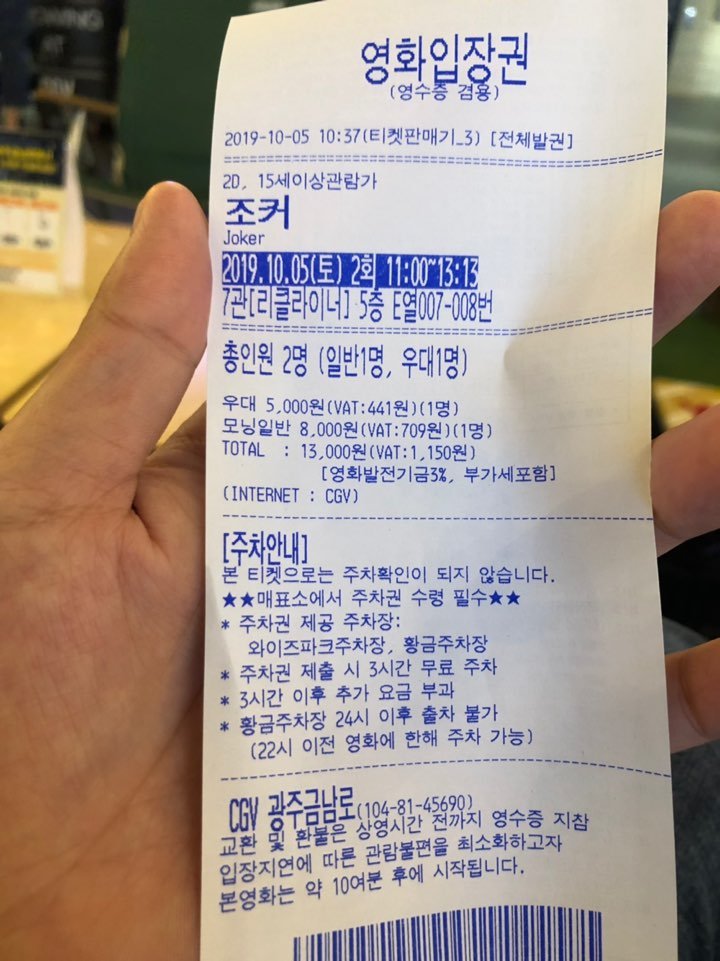 영화입장권
(영수증 겸용)
2019-10-05 10:37(티켓판매기_3) [전체발권]
2D, 15세이상관람가
조커
Joker
2019.10.05(토) 2회 11:00~13:13
7관[리클라이너] 5층 E열007-008번
총인원 2명 (일반1명, 우대1명)
우대 5,000원(VAT:441원)(1명)
모닝일반 8,000원(VAT:709원)(1명)
TOTAL : 13,000원(VAT:1,150원)
[영화발전기금3%, 부가세포함]
(INTERNET : CGV)
[주차안내]
본 티켓으로는 주차확인이 되지 않습니다.
★★매표소에서 주차권 수령 필수★★
* 주차권 제공 주차장:
와이즈파크주차장, 황금주차장
* 주차권 제출 시 3시간 무료 주차
* 3시간 이후 추가 요금 부과
* 황금주차장 24시 이후 출차 불가
(22시 이전 영화에 한해 주차 가능)
CGV 광주금남로(104-81-45690)
교환 및 환불은 상영시간 전까지 영수증 지참
입장지연에 따른 관람불편을 최소화하고자
본영화는 약 10여분 후에 시작됩니다.